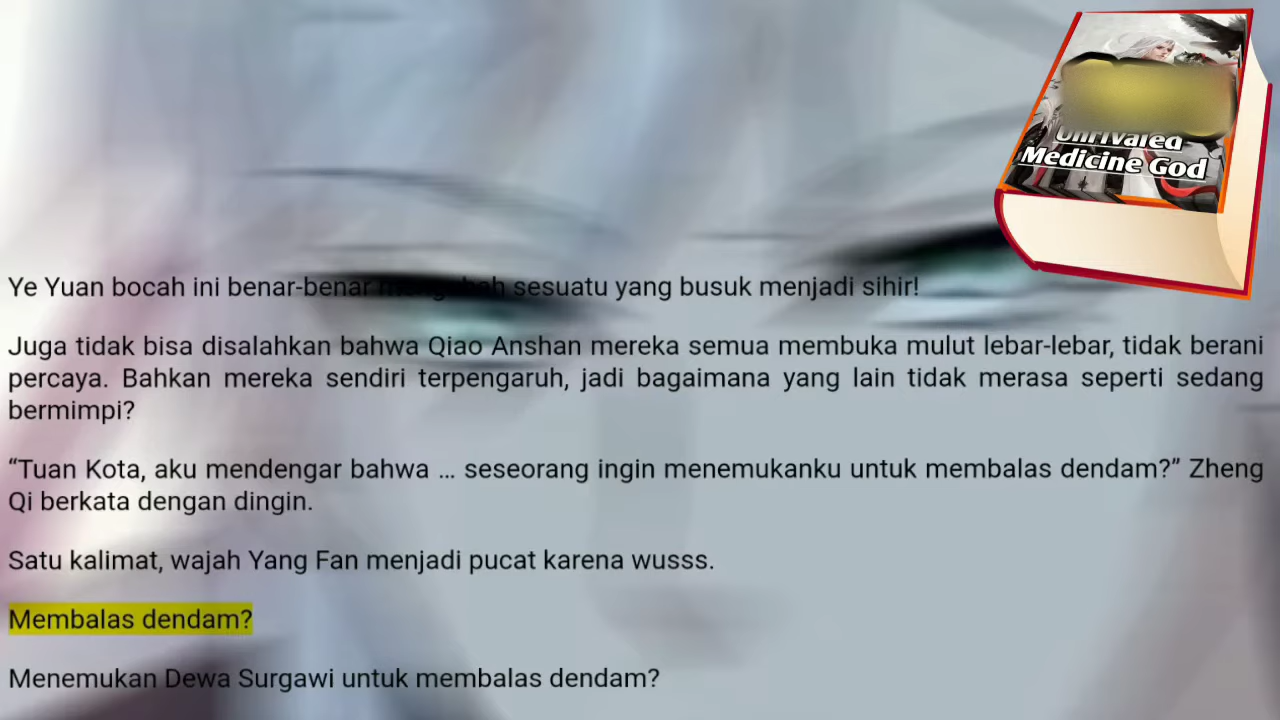 Unrivaled
Medicine God
Ye Yuan bocah ini benar-benar mengubah sesuatu yang busuk menjadi sihir!
Juga tidak bisa disalahkan bahwa Qiao Anshan mereka semua membuka mulut lebar-lebar, tidak berani
percaya. Bahkan mereka sendiri terpengaruh, jadi bagaimana yang lain tidak merasa seperti sedang
bermimpi?
“Tuan Kota, aku mendengar bahwa … seseorang ingin menemukanku untuk membalas dendam?” Zheng
Qi berkata dengan dingin.
Satu kalimat, wajah Yang Fan menjadi pucat karena wusss.
Membalas dendam?
Menemukan Dewa Surgawi untuk membalas dendam?